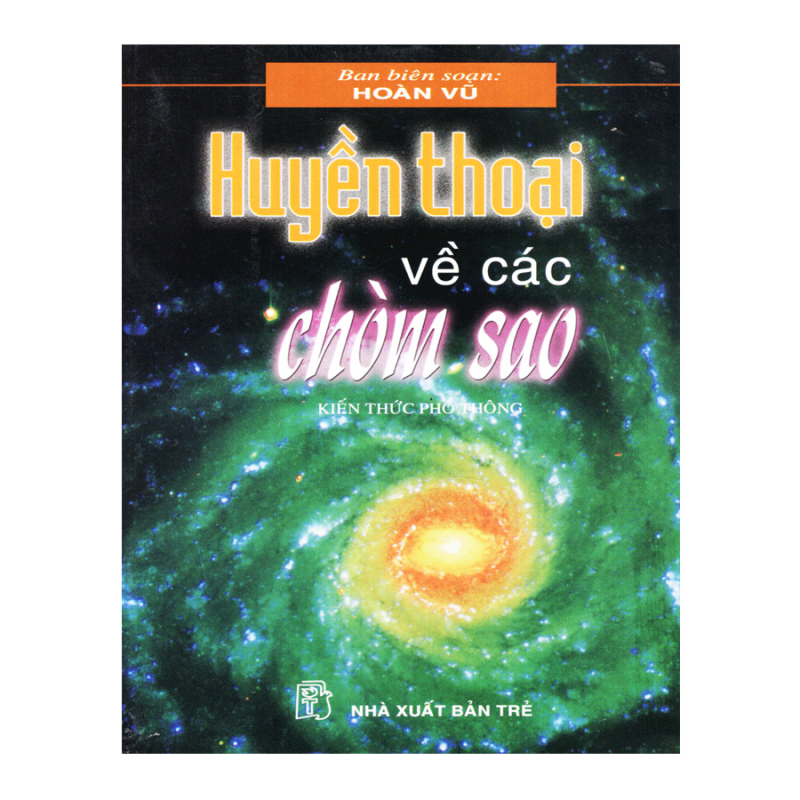 Ban biên soạn:
HOÀN VŨ
Huyền thoại
về các
chòm sao
KIẾN THỨC PHỔ THÔNG
NHÀ XUẤT BẢN TRẺ